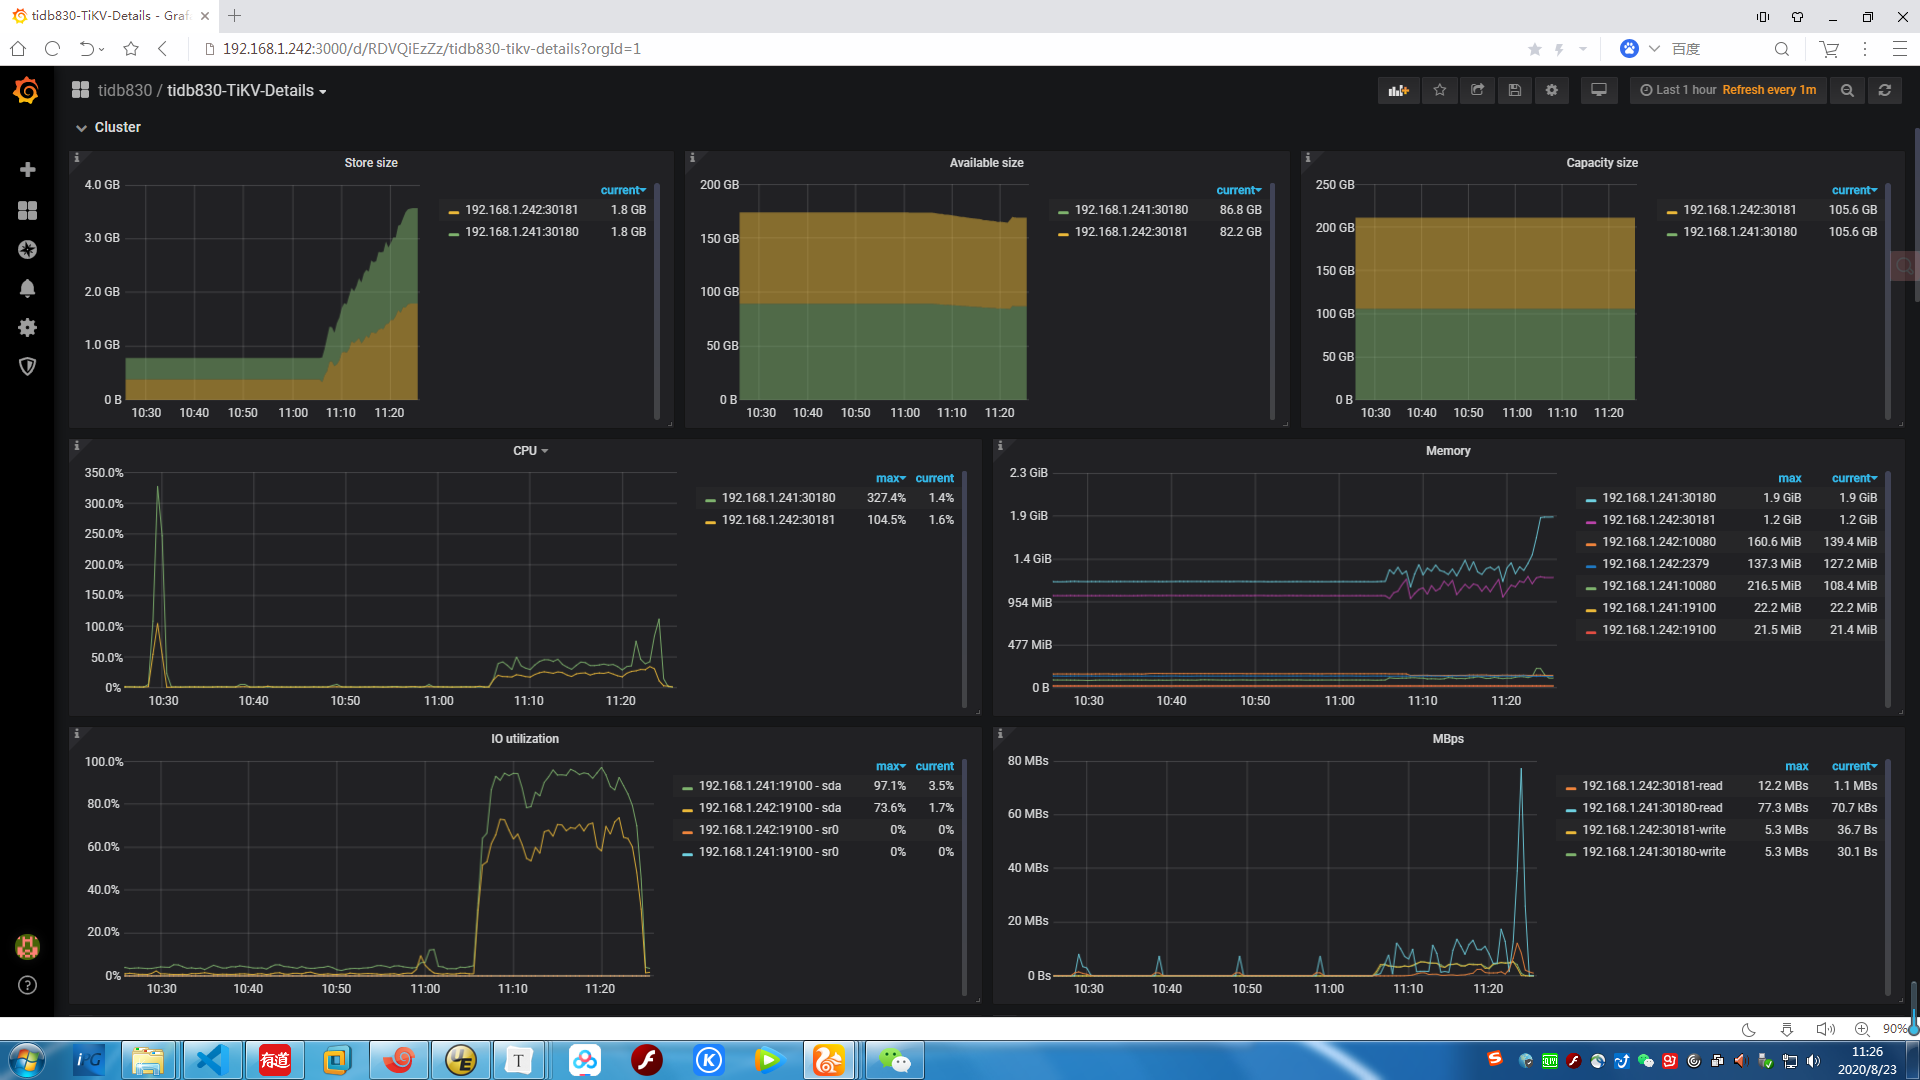 tidb830-TiKV-Details - Graf
192.168.1.242:3000/d/RDVQiEzZz/tidb830-tikv-details?orgId=1
百度
tidb830 / tidb830-TiKV-Details
Last 1 hour Refresh every 1m
Cluster
Store size
4.0 GB
3.0 GB
2.0 GB
1.0 GB
0 B
10:30 10:40 10:50 11:00 11:10 11:20
current
192.168.1.242:30181 1.8 GB
192.168.1.241:30180 1.8 GB
Available size
200 GB
150 GB
100 GB
50 GB
0 B
10:30 10:40 10:50 11:00 11:10 11:20
current
192.168.1.241:30180 86.8 GB
192.168.1.242:30181 82.2 GB
Capacity size
250 GB
200 GB
150 GB
100 GB
50 GB
0 B
10:30 10:40 10:50 11:00 11:10 11:20
current
192.168.1.242:30181 105.6 GB
192.168.1.241:30180 105.6 GB
CPU
350.0%
300.0%
250.0%
200.0%
150.0%
100.0%
50.0%
0%
10:30 10:40 10:50 11:00 11:10 11:20
max current
192.168.1.241:30180 327.4% 1.4%
192.168.1.242:30181 104.5% 1.6%
Memory
2.3 GiB
1.9 GiB
1.4 GiB
954 MiB
477 MiB
0 B
10:30 10:40 10:50 11:00 11:10 11:20
max current
192.168.1.241:30180 1.9 GiB 1.9 GiB
192.168.1.242:30181 1.2 GiB 1.2 GiB
192.168.1.242:10080 160.6 MiB 139.4 MiB
192.168.1.242:2379 137.3 MiB 127.2 MiB
192.168.1.241:10080 216.5 MiB 108.4 MiB
192.168.1.241:19100 22.2 MiB 22.2 MiB
192.168.1.242:19100 21.5 MiB 21.4 MiB
IO utilization
100.0%
80.0%
60.0%
40.0%
20.0%
0%
10:30 10:40 10:50 11:00 11:10 11:20
max current
192.168.1.241:19100 - sda 97.1% 3.5%
192.168.1.242:19100 - sda 73.6% 1.7%
192.168.1.242:19100 - sr0 0% 0%
192.168.1.241:19100 - sr0 0% 0%
MBps
80 MBs
60 MBs
40 MBs
20 MBs
0 Bs
10:30 10:40 10:50 11:00 11:10 11:20
max current
192.168.1.242:30181-read 12.2 MBs 1.1 MBs
192.168.1.241:30180-read 77.3 MBs 70.7 kBs
192.168.1.242:30181-write 5.3 MBs 36.7 Bs
192.168.1.241:30180-write 5.3 MBs 30.1 Bs
90%
iPG
有道
UE
T
K
11:26
2020/8/23